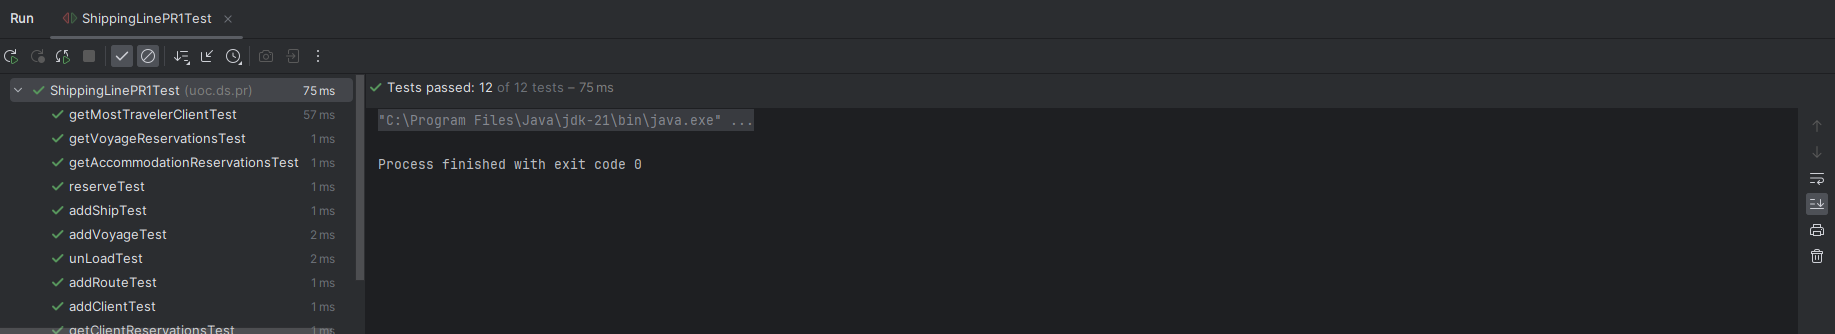 Run ShippingLinePR1Test
ShippingLinePR1Test (uoc.ds.pr) 75 ms
Tests passed: 12 of 12 tests – 75 ms
getMostTravelerClientTest 57 ms
"C:\Program Files\Java\jdk-21\bin\java.exe" ...
getVoyageReservationsTest 1 ms
getAccommodationReservationsTest 1 ms
Process finished with exit code 0
reserveTest 1 ms
addShipTest 1 ms
addVoyageTest 2 ms
unLoadTest 2 ms
addRouteTest 1 ms
addClientTest 1 ms
getClientReservationsTest 1 ms